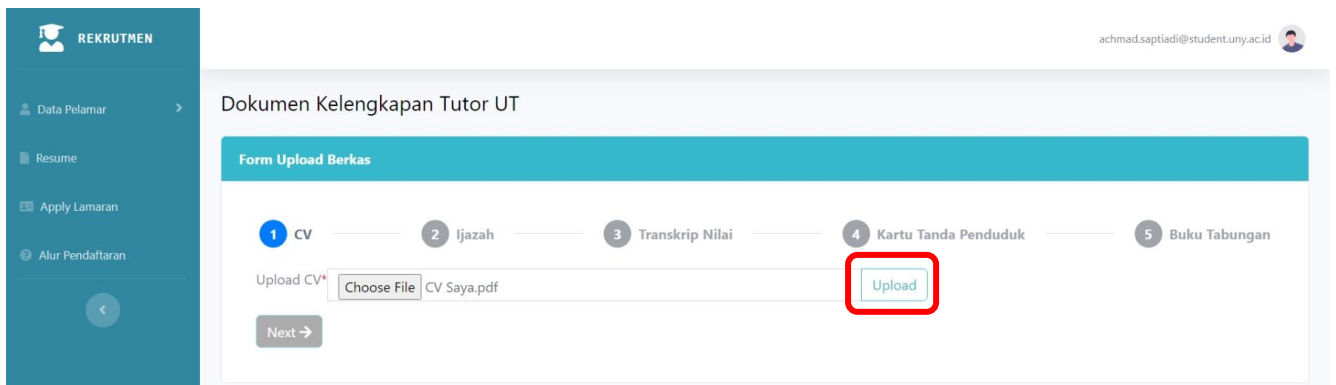 REKRUTMEN
achmad.saptiadi@student.uny.ac.id
Data Pelamar
Resume
Apply Lamaran
Alur Pendaftaran
Dokumen Kelengkapan Tutor UT
Form Upload Berkas
1 CV 2 Ijazah 3 Transkrip Nilai 4 Kartu Tanda Penduduk 5 Buku Tabungan
Upload CV* Choose File CV Saya.pdf Upload
Next →